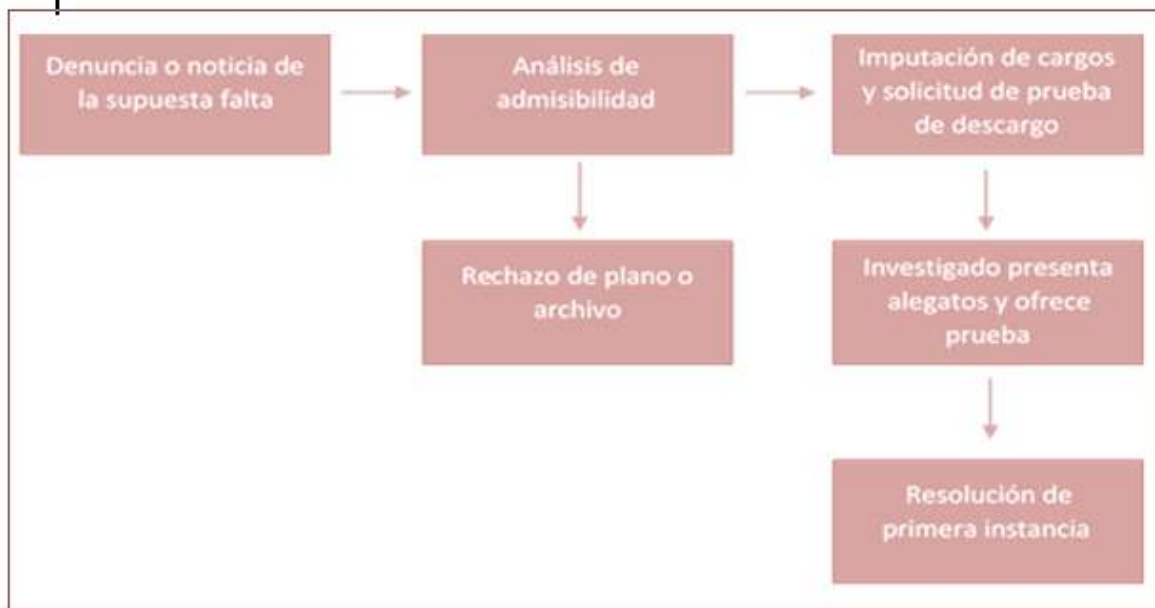 Denuncia o noticia de
la supuesta falta
Análisis de
admisibilidad
Imputación de cargos
y solicitud de prueba
de descargo
Rechazo de plano o
archivo
Investigado presenta
alegatos y ofrece
prueba
Resolución de
primera instancia